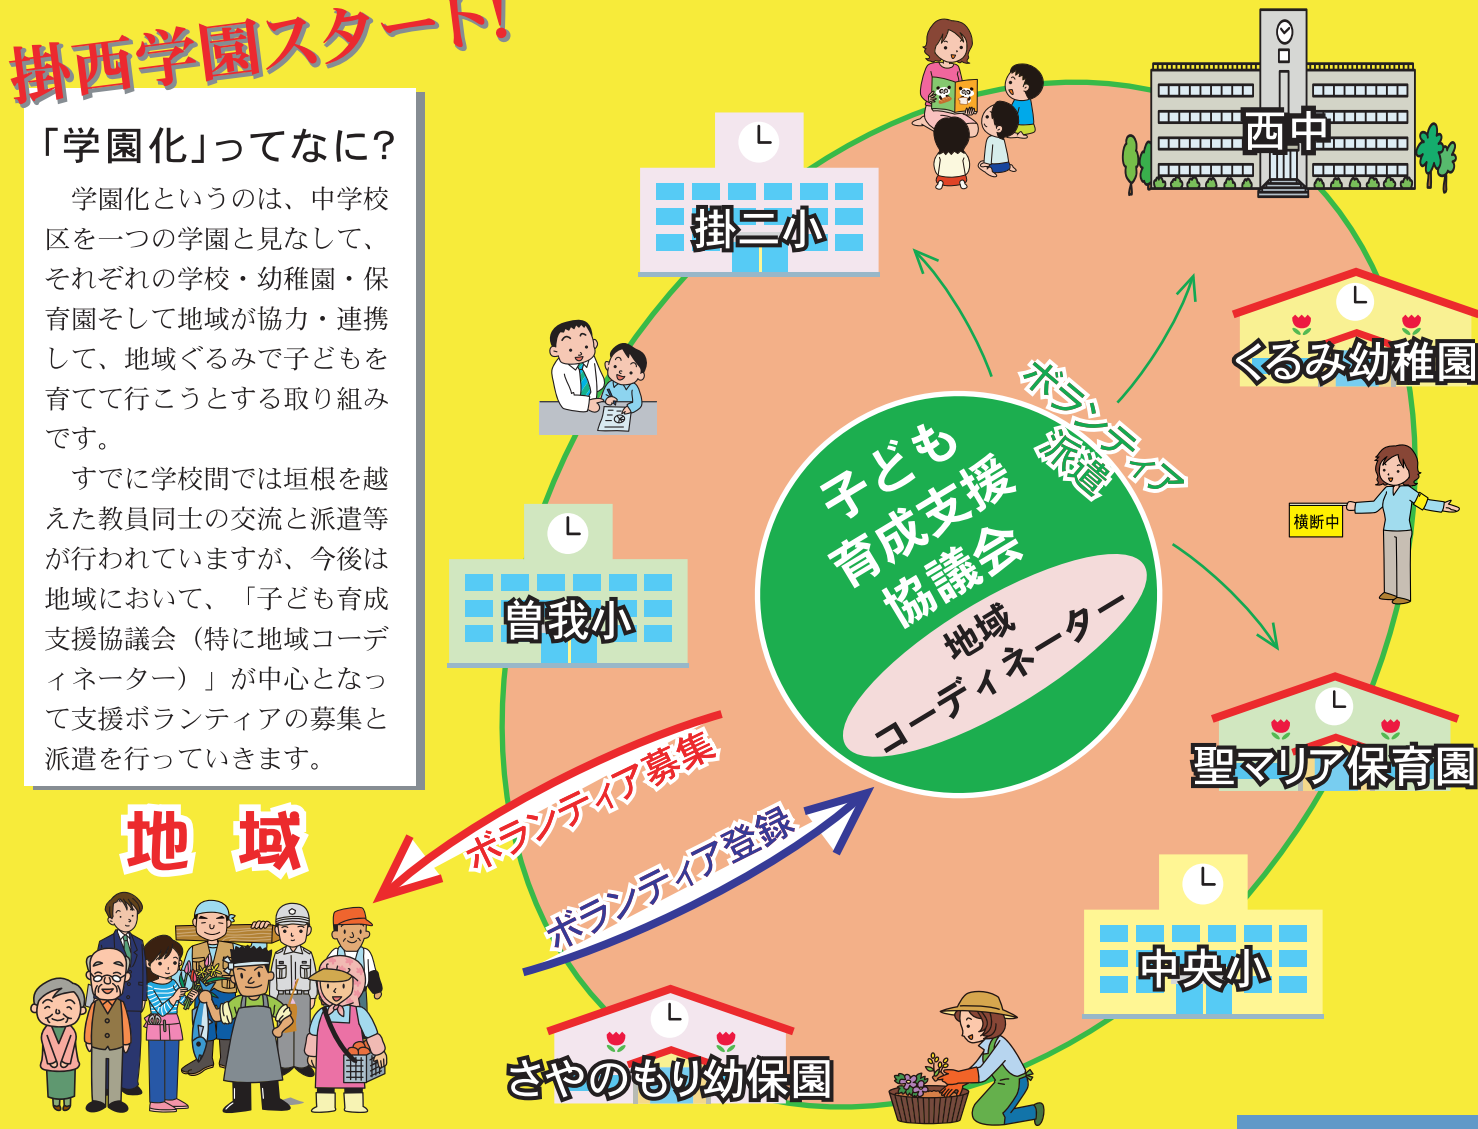 掛西学園スタート!
「学園化」ってなに?
　学園化というのは、中学校
区を一つの学園と見なして、
それぞれの学校・幼稚園・保
育園そして地域が協力・連携
して、地域ぐるみで子どもを
育てて行こうとする取り組み
です。
　すでに学校間では垣根を越
えた教員同士の交流と派遣等
が行われていますが、今後は
地域において、「子ども育成
支援協議会（特に地域コーデ
ィネーター）」が中心となっ
て支援ボランティアの募集と
派遣を行っていきます。
西中
掛二小
くるみ幼稚園
ボランティア
派遣
子ども
育成支援
協議会
地域
コーディネーター
横断中
曽我小
聖マリア保育園
ボランティア募集
ボランティア登録
地域
中央小
さやのもり幼保園